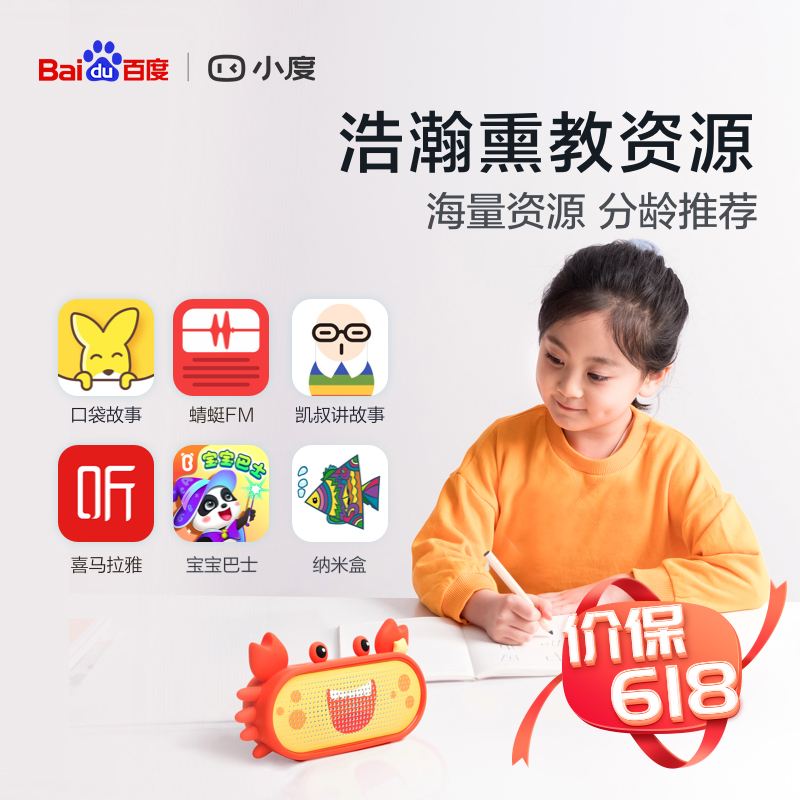 Baidu百度 小度
浩瀚熏教资源
海量资源 分龄推荐
口袋故事
蜻蜓FM
凯叔讲故事
听
宝宝巴士
喜马拉雅
宝宝巴士
纳米盒
价保
618